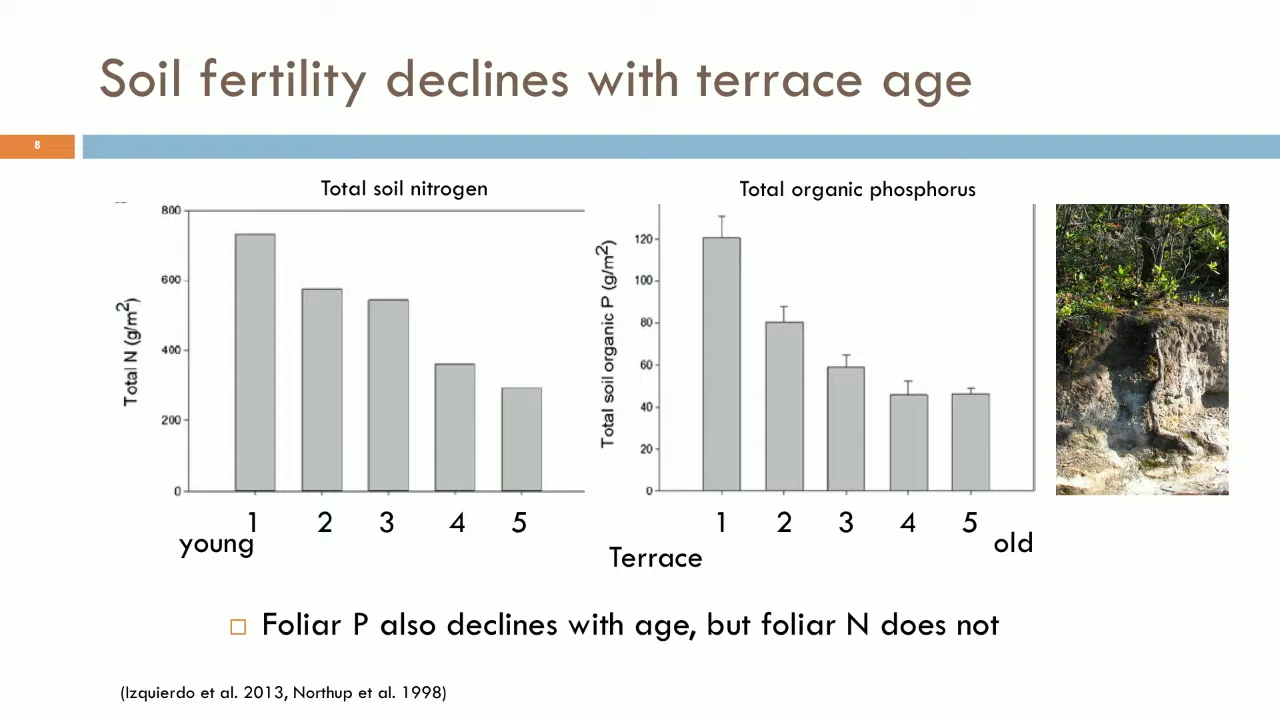 Soil fertility declines with terrace age
8
Total soil nitrogen
Total N (g/m²)
800
600
400
200
0
1 2 3 4 5
young
Total organic phosphorus
Total soil organic P (g/m²)
120
100
80
60
40
20
0
1 2 3 4 5
old
Terrace
Foliar P also declines with age, but foliar N does not
(Izquierdo et al. 2013, Northup et al. 1998)